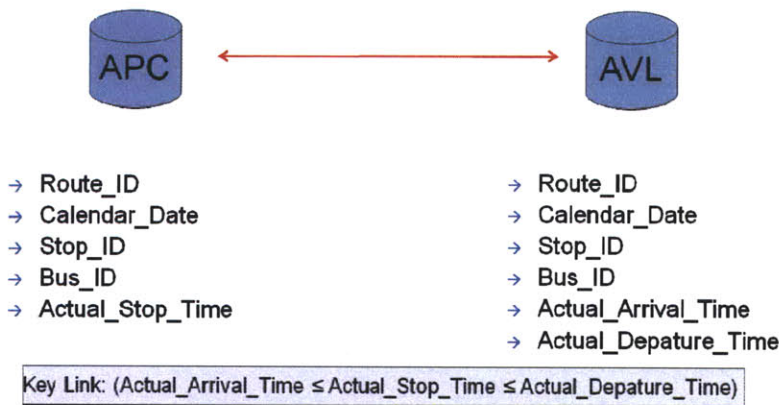 APC
AVL
→ Route_ID
→ Calendar_Date
→ Stop_ID
→ Bus_ID
→ Actual_Stop_Time
→ Route_ID
→ Calendar_Date
→ Stop_ID
→ Bus_ID
→ Actual_Arrival_Time
→ Actual_Depature_Time
Key Link: (Actual_Arrival_Time ≤ Actual_Stop_Time ≤ Actual_Depature_Time)